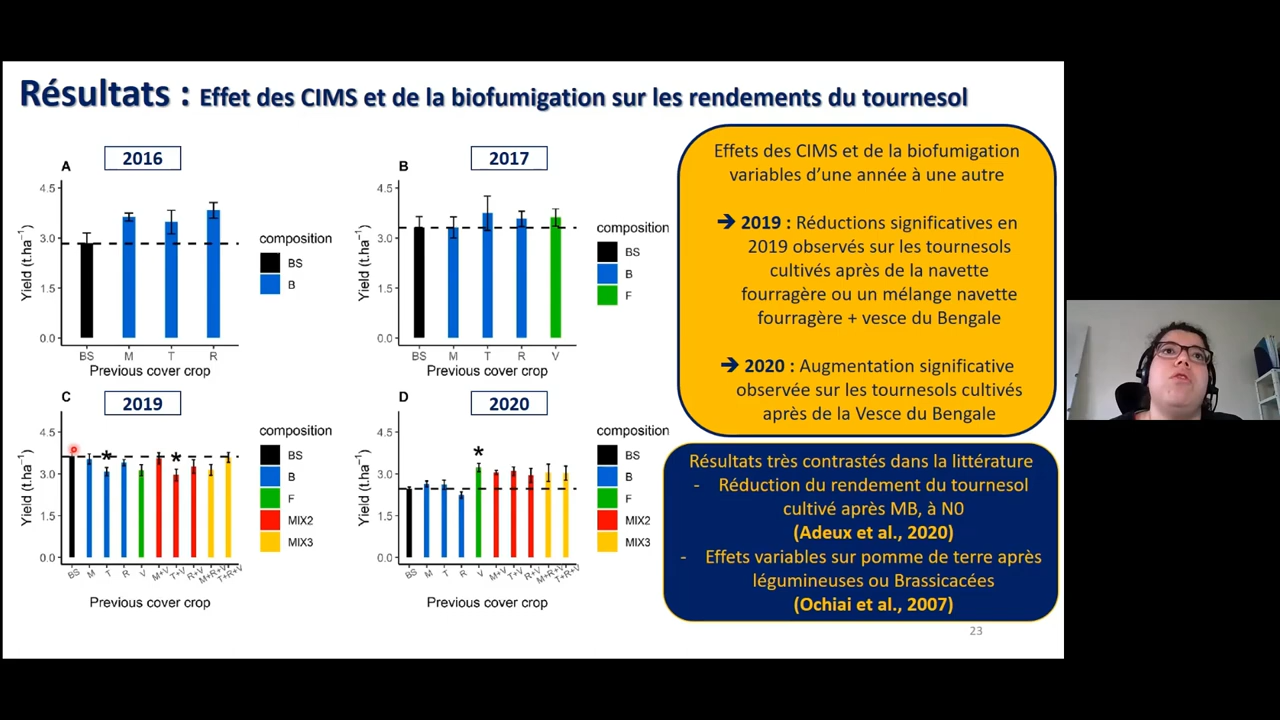 Résultats : Effet des CIMS et de la biofumigation sur les rendements du tournesol
A
2016
4.5
3.0
1.5
0.0
Yield (t.ha⁻¹)
BS M T R
Previous cover crop
composition
BS
B
B
2017
4.5
3.0
1.5
0.0
Yield (t.ha⁻¹)
BS M T R V
Previous cover crop
composition
BS
B
F
C
2019
4.5
3.0
1.5
0.0
Yield (t.ha⁻¹)
* *
BS M T R V M+V T+V R+V M+R+V T+R+V
Previous cover crop
composition
BS
B
F
MIX2
MIX3
D
2020
4.5
3.0
1.5
0.0
Yield (t.ha⁻¹)
*
BS M T R V M+V T+V R+V M+R+V T+R+V
Previous cover crop
composition
BS
B
F
MIX2
MIX3
Effets des CIMS et de la biofumigation
variables d’une année à une autre
➔ 2019 : Réductions significatives en
2019 observés sur les tournesols
cultivés après de la navette
fourragère ou un mélange navette
fourragère + vesce du Bengale
➔ 2020 : Augmentation significative
observée sur les tournesols cultivés
après de la Vesce du Bengale
Résultats très contrastés dans la littérature
- Réduction du rendement du tournesol
cultivé après MB, à N0
(Adeux et al., 2020)
- Effets variables sur pomme de terre après
légumineuses ou Brassicacées
(Ochiai et al., 2007)
23